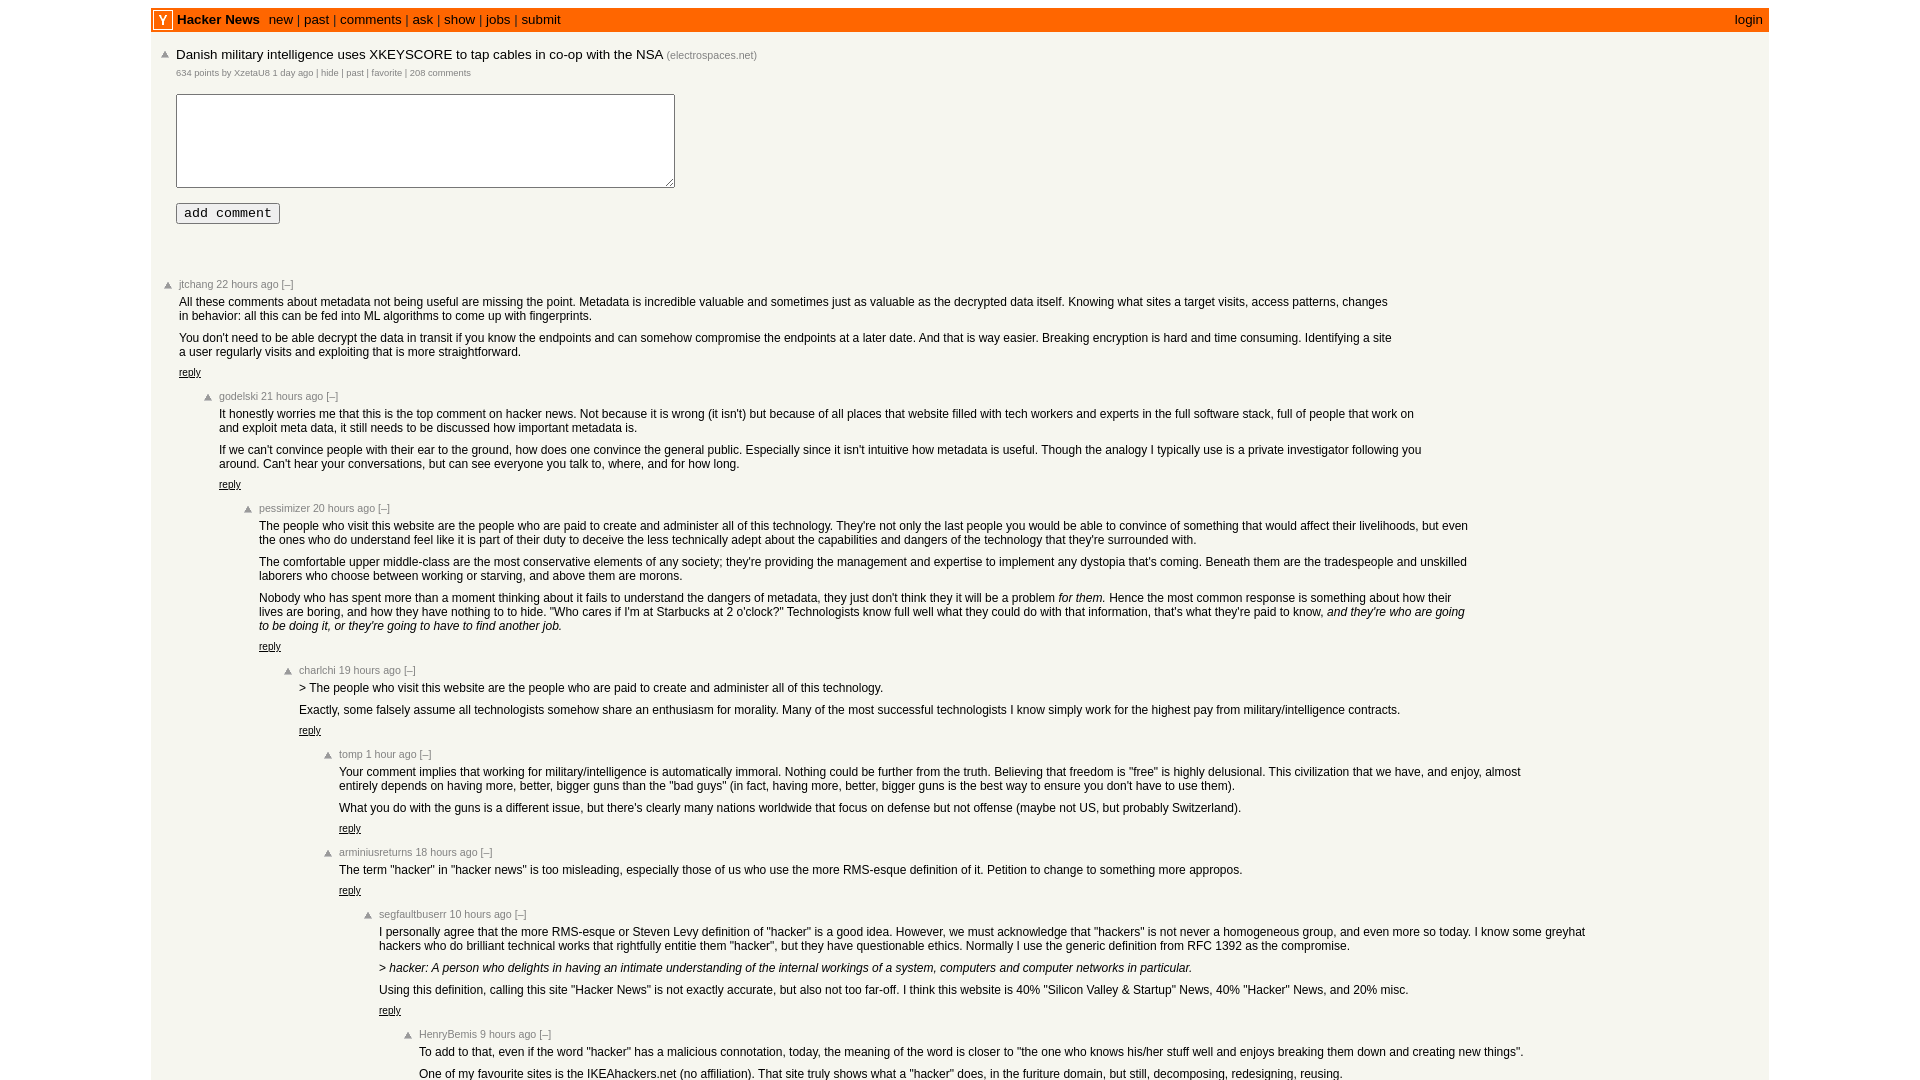 Y Hacker News new | past | comments | ask | show | jobs | submit login
Danish military intelligence uses XKEYSCORE to tap cables in co-op with the NSA (electrospaces.net)
634 points by XzetaU8 1 day ago | hide | past | favorite | 208 comments
add comment
jtchang 22 hours ago [–]
All these comments about metadata not being useful are missing the point. Metadata is incredible valuable and sometimes just as valuable as the decrypted data itself. Knowing what sites a target visits, access patterns, changes
in behavior: all this can be fed into ML algorithms to come up with fingerprints.
You don't need to be able decrypt the data in transit if you know the endpoints and can somehow compromise the endpoints at a later date. And that is way easier. Breaking encryption is hard and time consuming. Identifying a site
a user regularly visits and exploiting that is more straightforward.
reply
godelski 21 hours ago [–]
It honestly worries me that this is the top comment on hacker news. Not because it is wrong (it isn't) but because of all places that website filled with tech workers and experts in the full software stack, full of people that work on
and exploit meta data, it still needs to be discussed how important metadata is.
If we can't convince people with their ear to the ground, how does one convince the general public. Especially since it isn't intuitive how metadata is useful. Though the analogy I typically use is a private investigator following you
around. Can't hear your conversations, but can see everyone you talk to, where, and for how long.
reply
pessimizer 20 hours ago [–]
The people who visit this website are the people who are paid to create and administer all of this technology. They're not only the last people you would be able to convince of something that would affect their livelihoods, but even
the ones who do understand feel like it is part of their duty to deceive the less technically adept about the capabilities and dangers of the technology that they're surrounded with.
The comfortable upper middle-class are the most conservative elements of any society; they're providing the management and expertise to implement any dystopia that's coming. Beneath them are the tradespeople and unskilled
laborers who choose between working or starving, and above them are morons.
Nobody who has spent more than a moment thinking about it fails to understand the dangers of metadata, they just don't think they it will be a problem for them. Hence the most common response is something about how their
lives are boring, and how they have nothing to to hide. "Who cares if I'm at Starbucks at 2 o'clock?" Technologists know full well what they could do with that information, that's what they're paid to know, and they're who are going
to be doing it, or they're going to have to find another job.
reply
charlchi 19 hours ago [–]
> The people who visit this website are the people who are paid to create and administer all of this technology.
Exactly, some falsely assume all technologists somehow share an enthusiasm for morality. Many of the most successful technologists I know simply work for the highest pay from military/intelligence contracts.
reply
tomp 1 hour ago [–]
Your comment implies that working for military/intelligence is automatically immoral. Nothing could be further from the truth. Believing that freedom is "free" is highly delusional. This civilization that we have, and enjoy, almost
entirely depends on having more, better, bigger guns than the "bad guys" (in fact, having more, better, bigger guns is the best way to ensure you don't have to use them).
What you do with the guns is a different issue, but there's clearly many nations worldwide that focus on defense but not offense (maybe not US, but probably Switzerland).
reply
arminiusreturns 18 hours ago [–]
The term "hacker" in "hacker news" is too misleading, especially those of us who use the more RMS-esque definition of it. Petition to change to something more appropos.
reply
segfaultbuserr 10 hours ago [–]
I personally agree that the more RMS-esque or Steven Levy definition of "hacker" is a good idea. However, we must acknowledge that "hackers" is not never a homogeneous group, and even more so today. I know some greyhat
hackers who do brilliant technical works that rightfully entitie them "hacker", but they have questionable ethics. Normally I use the generic definition from RFC 1392 as the compromise.
> hacker: A person who delights in having an intimate understanding of the internal workings of a system, computers and computer networks in particular.
Using this definition, calling this site "Hacker News" is not exactly accurate, but also not too far-off. I think this website is 40% "Silicon Valley & Startup" News, 40% "Hacker" News, and 20% misc.
reply
HenryBemis 9 hours ago [–]
To add to that, even if the word "hacker" has a malicious connotation, today, the meaning of the word is closer to "the one who knows his/her stuff well and enjoys breaking them down and creating new things".
One of my favourite sites is the IKEAhackers.net (no affiliation). That site truly shows what a "hacker" does, in the furiture domain, but still, decomposing, redesigning, reusing.